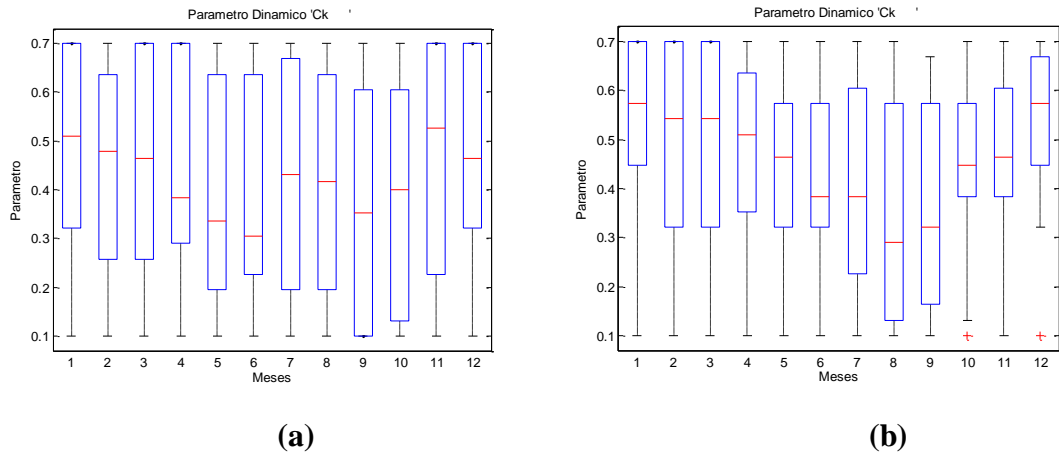 Parametro Dinamico 'Ck '
Parametro
0.7
0.6
0.5
0.4
0.3
0.2
0.1
1 2 3 4 5 6 7 8 9 10 11 12
Meses
(a)
Parametro Dinamico 'Ck '
Parametro
0.7
0.6
0.5
0.4
0.3
0.2
0.1
1 2 3 4 5 6 7 8 9 10 11 12
Meses
(b)